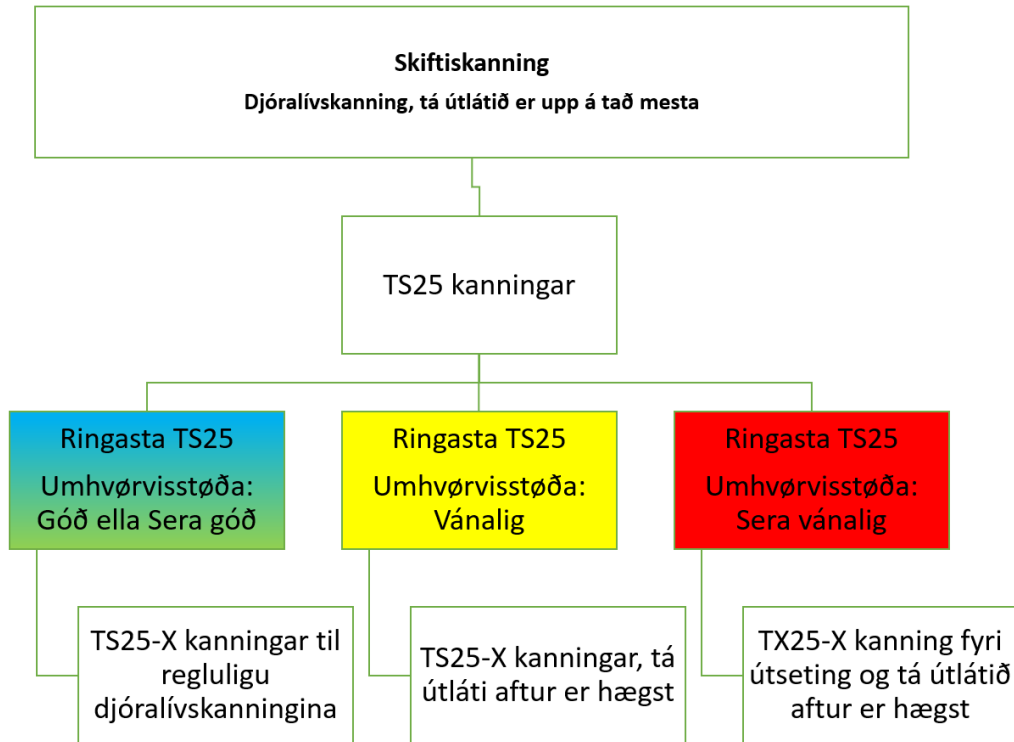 Skiftiskanning
Djóralívskanning, tá útlátið er upp á tað mesta
TS25 kanningar
Ringasta TS25
Umhvørvisstøða:
Góð ella Sera góð
Ringasta TS25
Umhvørvisstøða:
Vánalig
Ringasta TS25
Umhvørvisstøða:
Sera vánalig
TS25-X kanningar til
regluligu
djóralívskanningina
TS25-X kanningar, tá
útláti aftur er hægst
TX25-X kanning fyri
útseting og tá útlátið
aftur er hægst